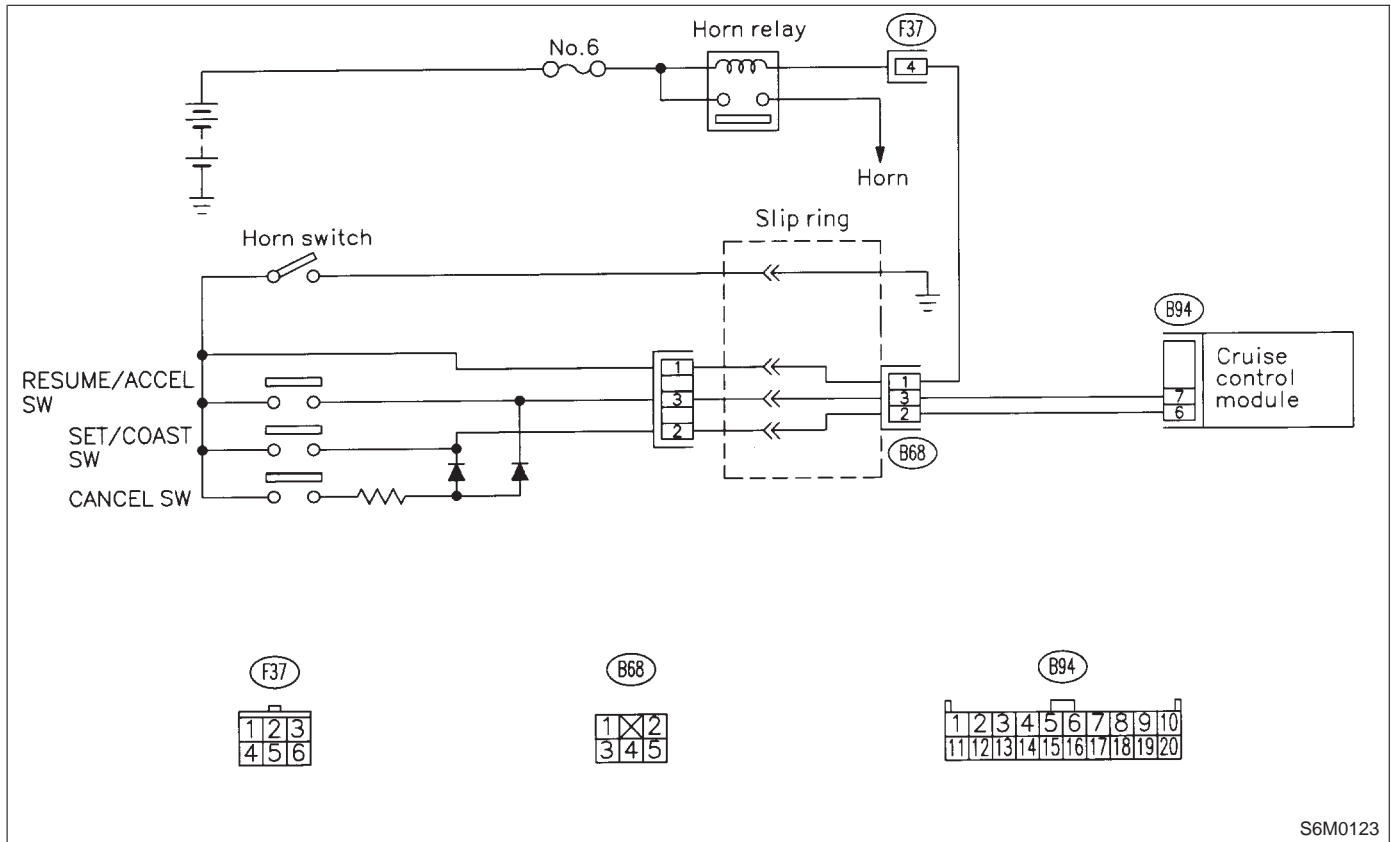 No.6
Horn relay
F37
4
Horn
Horn switch
Slip ring
B94
RESUME/ACCEL
SW
SET/COAST
SW
CANCEL SW
1
3
2
1
3
2
B68
7
6
Cruise
control
module
F37
1 2 3
4 5 6
B68
1 2
3 4 5
B94
1 2 3 4 5 6 7 8 9 10
11 12 13 14 15 16 17 18 19 20
S6M0123